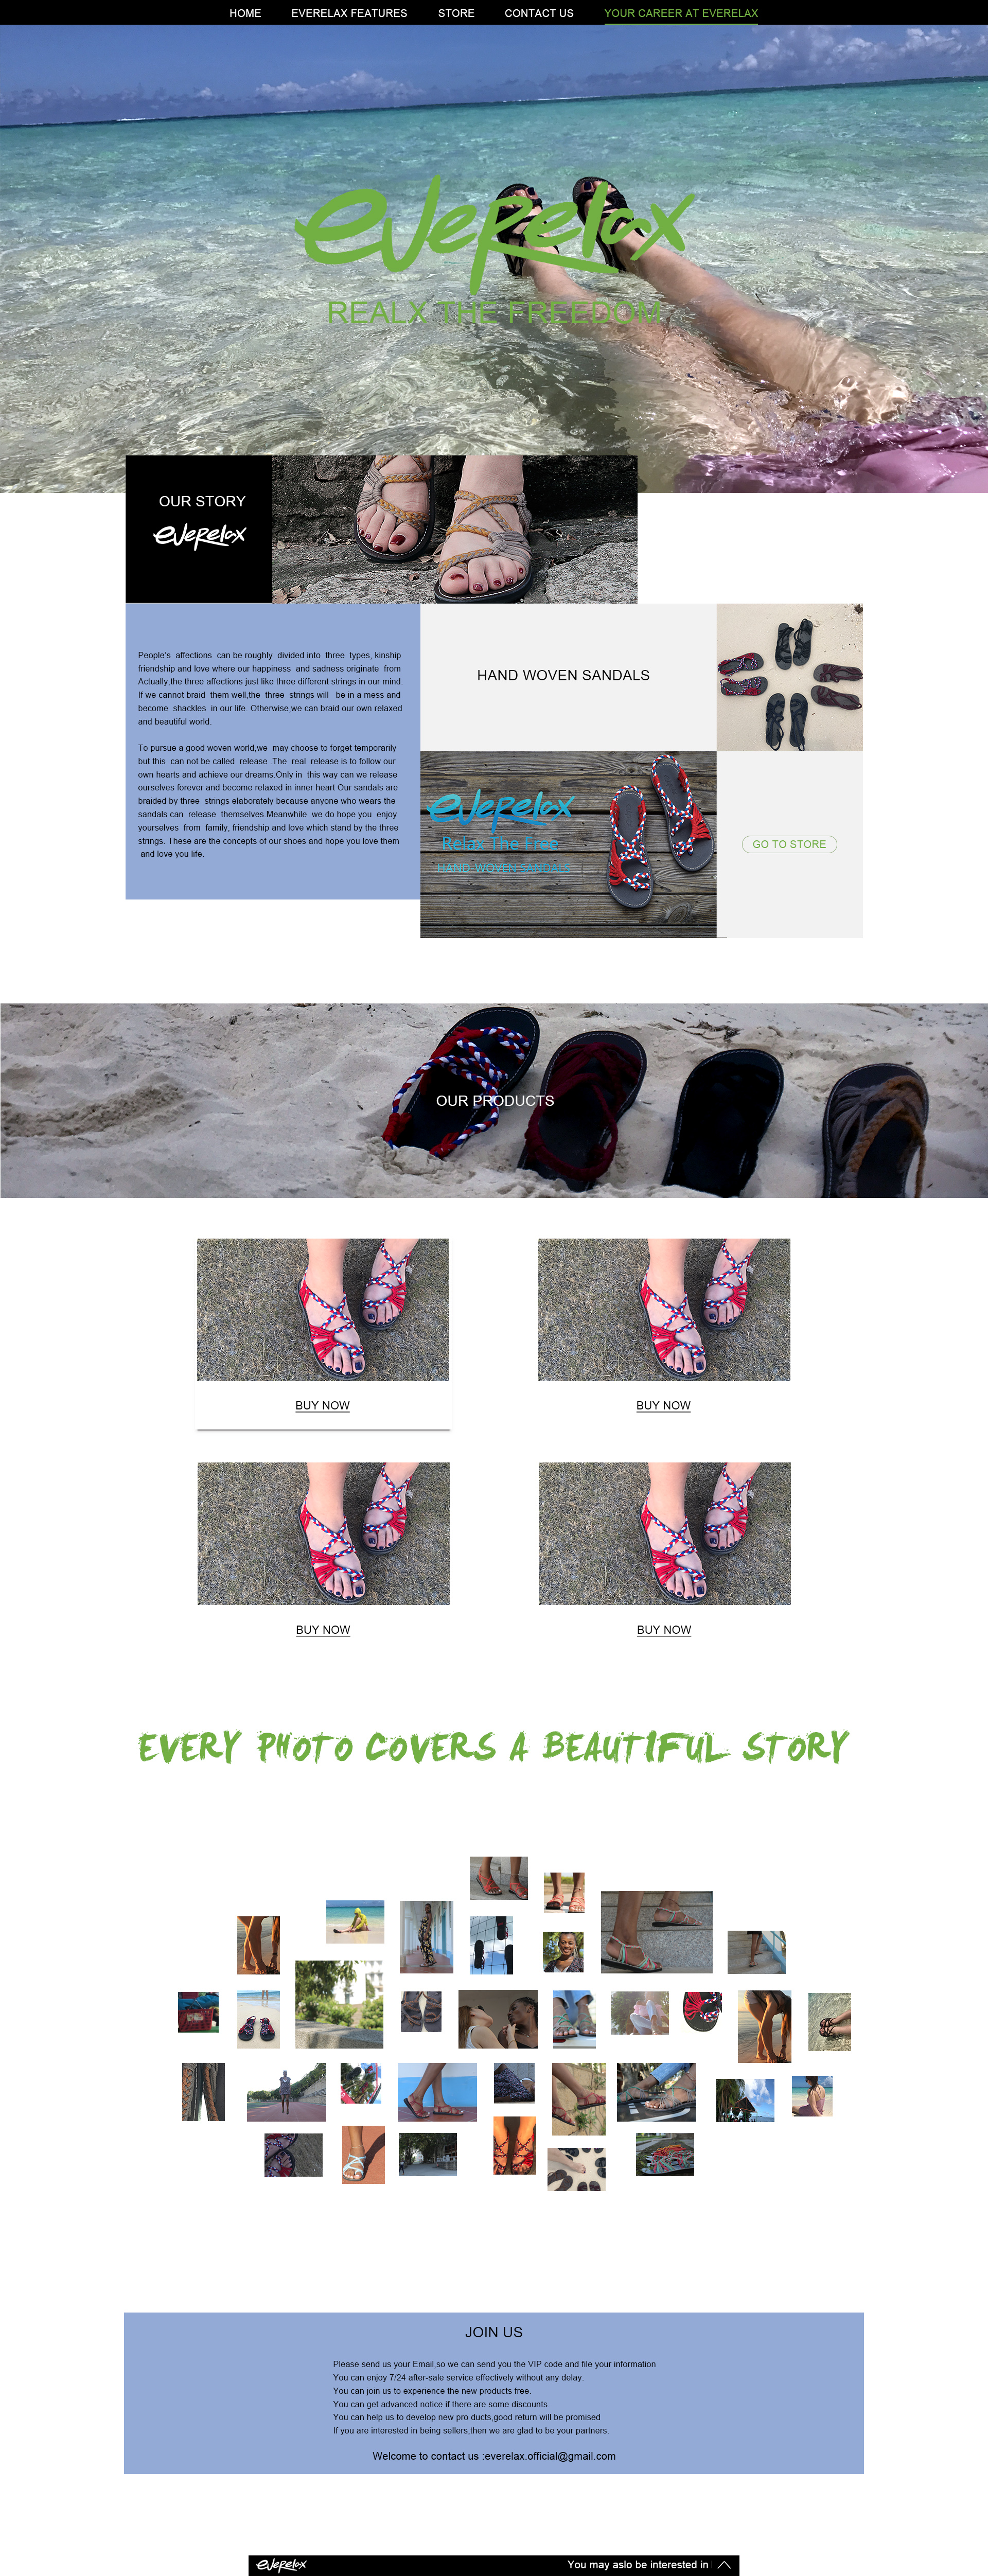 HOME EVERELAX FEATURES STORE CONTACT US YOUR CAREER AT EVERELAX
everelax
REALX THE FREEDOM
OUR STORY
everelax
People's affections can be roughly divided into three types, kinship
friendship and love where our happiness and sadness originate from
Actually,the three affections just like three different strings in our mind.
If we cannot braid them well,the three strings will be in a mess and
become shackles in our life. Otherwise,we can braid our own relaxed
and beautiful world.
To pursue a good woven world,we may choose to forget temporarily
but this can not be called release .The real release is to follow our
own hearts and achieve our dreams.Only in this way can we release
ourselves forever and become relaxed in inner heart Our sandals are
braided by three strings elaborately because anyone who wears the
sandals can release themselves.Meanwhile we do hope you enjoy
yourselves from family, friendship and love which stand by the three
strings. These are the concepts of our shoes and hope you love them
and love you life.
HAND WOVEN SANDALS
everelax
Relax The Free
HAND-WOVEN SANDALS
GO TO STORE
OUR PRODUCTS
BUY NOW
BUY NOW
BUY NOW
BUY NOW
EVERY PHOTO COVERS A BEAUTIFUL STORY
JOIN US
Please send us your Email,so we can send you the VIP code and file your information
You can enjoy 7/24 after-sale service effectively without any delay.
You can join us to experience the new products free.
You can get advanced notice if there are some discounts.
You can help us to develop new pro ducts,good return will be promised
If you are interested in being sellers,then we are glad to be your partners.
Welcome to contact us :everelax.official@gmail.com
everelax
You may aslo be interested in